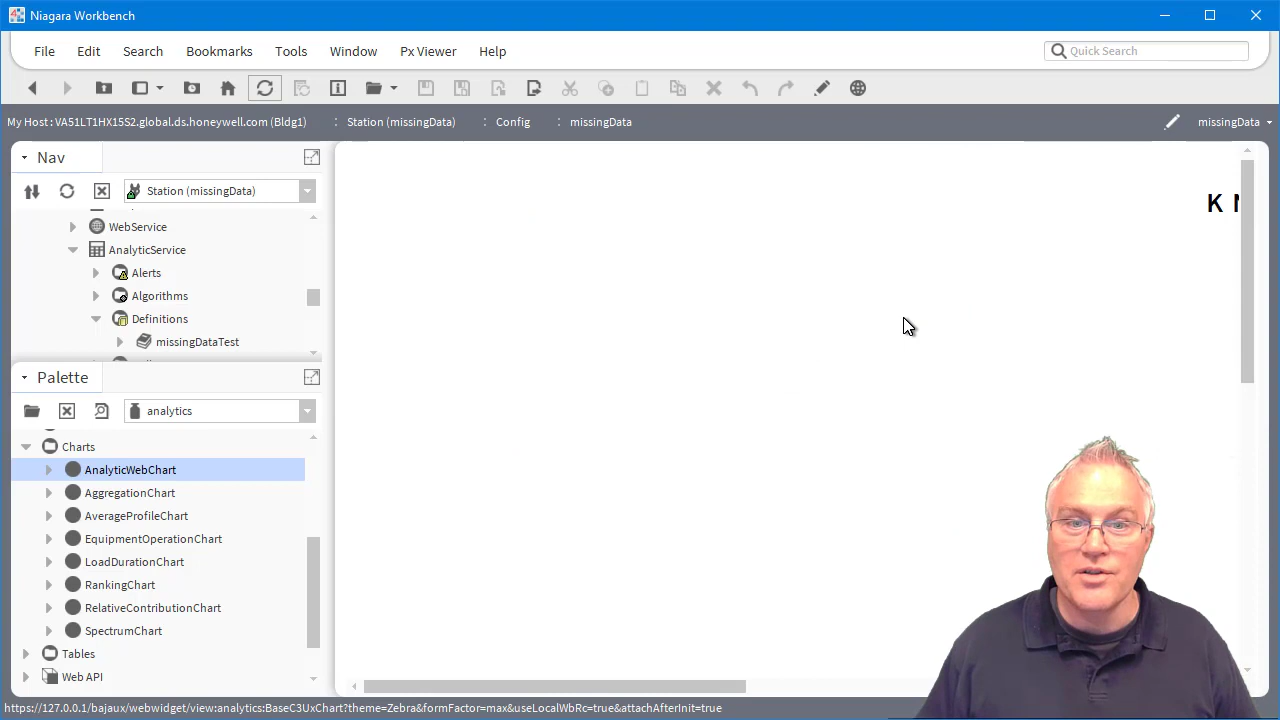 Niagara Workbench
File Edit Search Bookmarks Tools Window Px Viewer Help
Quick Search
My Host : VA51LT1HX15S2.global.ds.honeywell.com (Bldg1) : Station (missingData) : Config : missingData
missingData
Nav
Station (missingData)
WebService
AnalyticService
Alerts
Algorithms
Definitions
missingDataTest
Palette
analytics
Charts
AnalyticWebChart
AggregationChart
AverageProfileChart
EquipmentOperationChart
LoadDurationChart
RankingChart
RelativeContributionChart
SpectrumChart
Tables
Web API
K
https://127.0.0.1/bajaux/webwidget/view:analytics:BaseC3UxChart?theme=Zebra&formFactor=max&useLocalWbRc=true&attachAfterInit=true